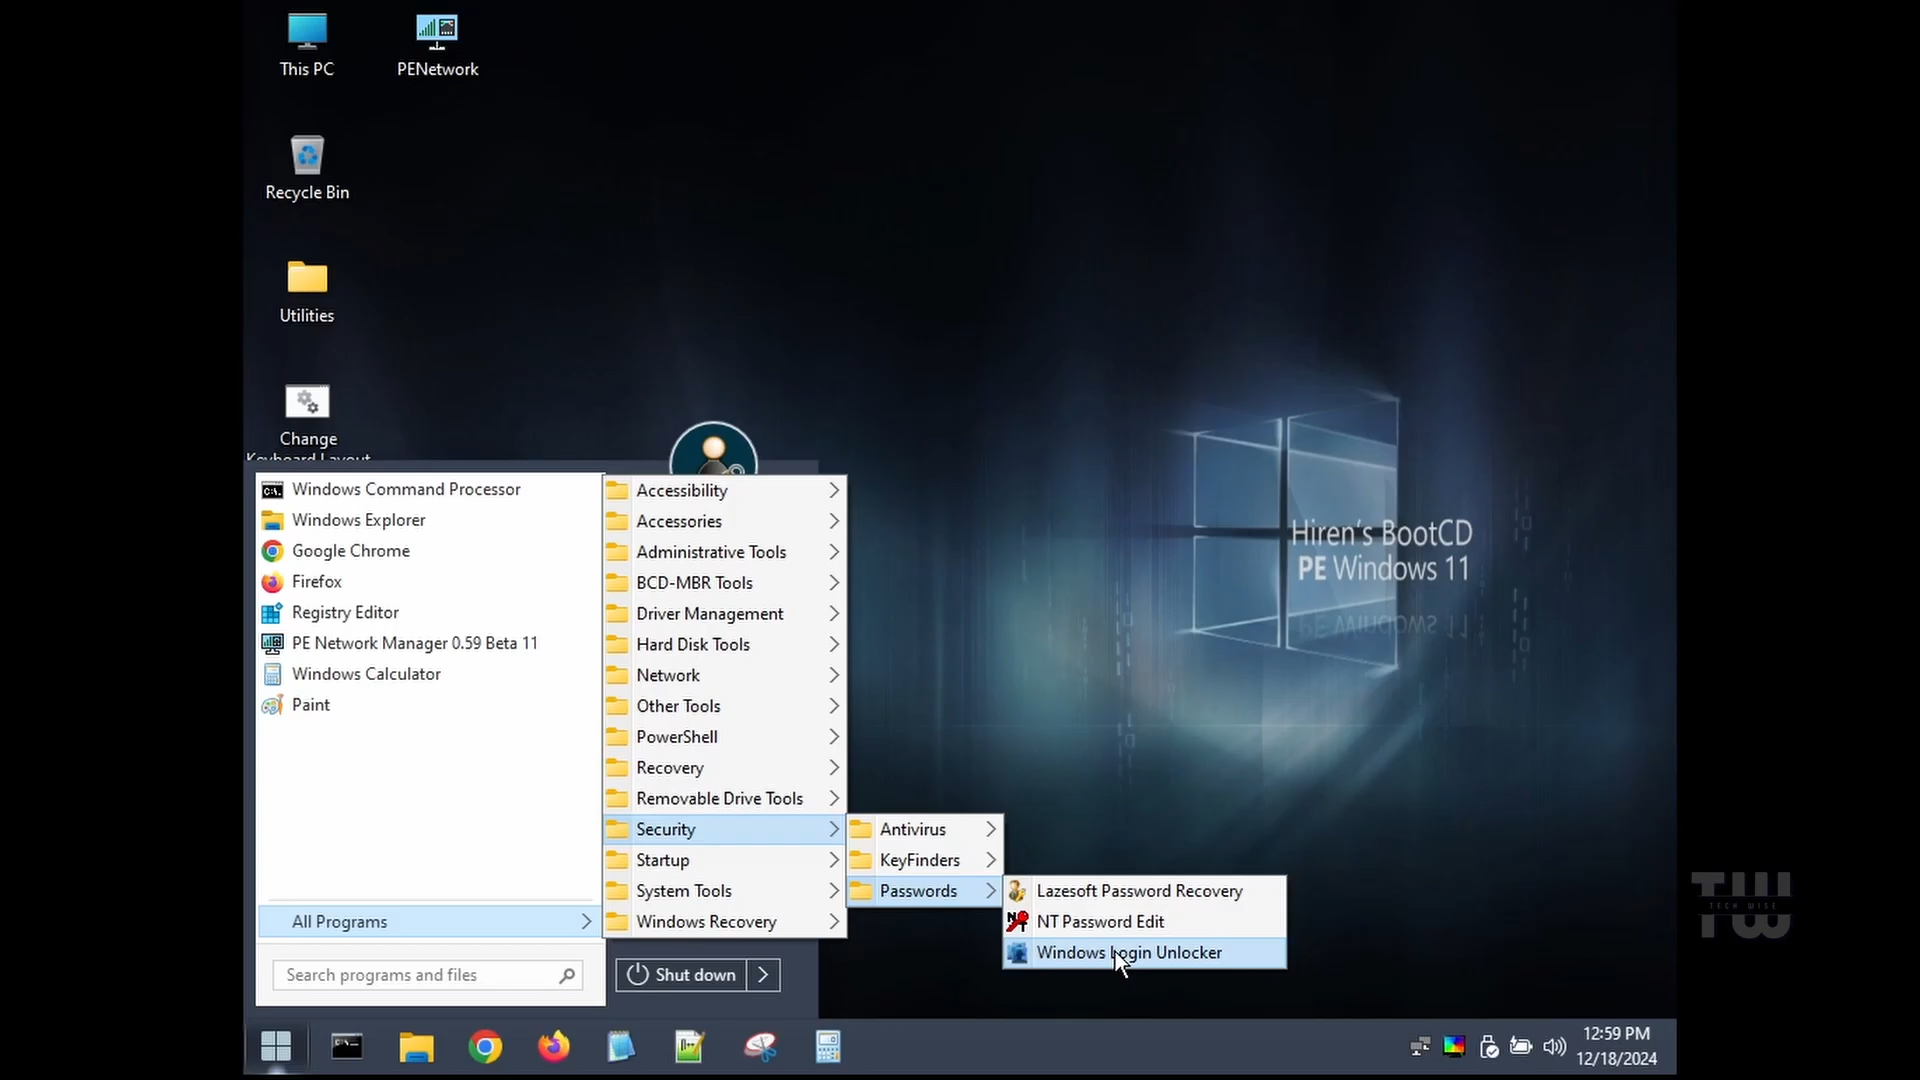 This PC
PENetwork
Recycle Bin
Utilities
Change
Keyboard Layout
Windows Command Processor
Windows Explorer
Google Chrome
Firefox
Registry Editor
PE Network Manager 0.59 Beta 11
Windows Calculator
Paint
All Programs
Search programs and files
Shut down
Accessibility
Accessories
Administrative Tools
BCD-MBR Tools
Driver Management
Hard Disk Tools
Network
Other Tools
PowerShell
Recovery
Removable Drive Tools
Security
Startup
System Tools
Windows Recovery
Antivirus
KeyFinders
Passwords
Lazesoft Password Recovery
NT Password Edit
Windows Login Unlocker
Hiren's BootCD
PE Windows 11
TW
TECH WISE
12:59 PM
12/18/2024